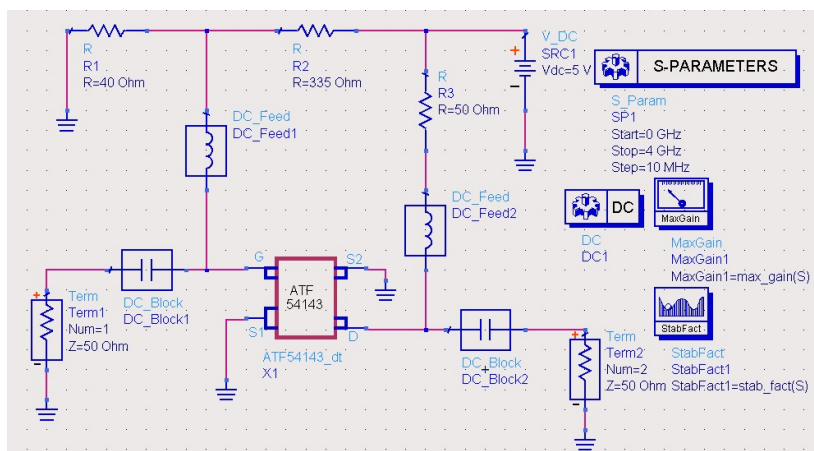 R
R1
R=40 Ohm
R
R2
R=335 Ohm
V_DC
SRC1
Vdc=5 V
S-PARAMETERS
S_Param
SP1
Start=0 GHz
Stop=4 GHz
Step=10 MHz
R
R3
R=50 Ohm
DC_Feed
DC_Feed1
DC_Feed
DC_Feed2
DC
DC
DC1
MaxGain
MaxGain
MaxGain1
MaxGain1=max_gain(S)
Term
Term1
Num=1
Z=50 Ohm
DC_Block
DC_Block1
G
S2
ATF
54143
S1
D
ATF54143_dt
X1
DC_Block
DC_Block2
Term
Term2
Num=2
Z=50 Ohm
StabFact
StabFact
StabFact1
StabFact1=stab_fact(S)